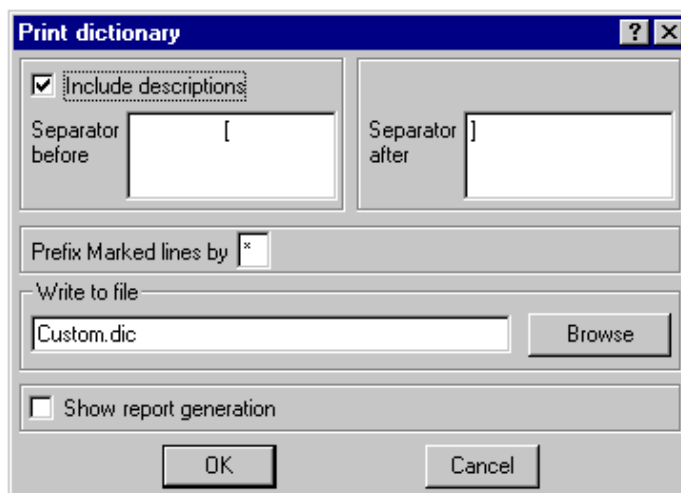 Print dictionary
Include descriptions
Separator before
[
Separator after
]
Prefix Marked lines by *
Write to file
Custom.dic
Browse
Show report generation
OK
Cancel